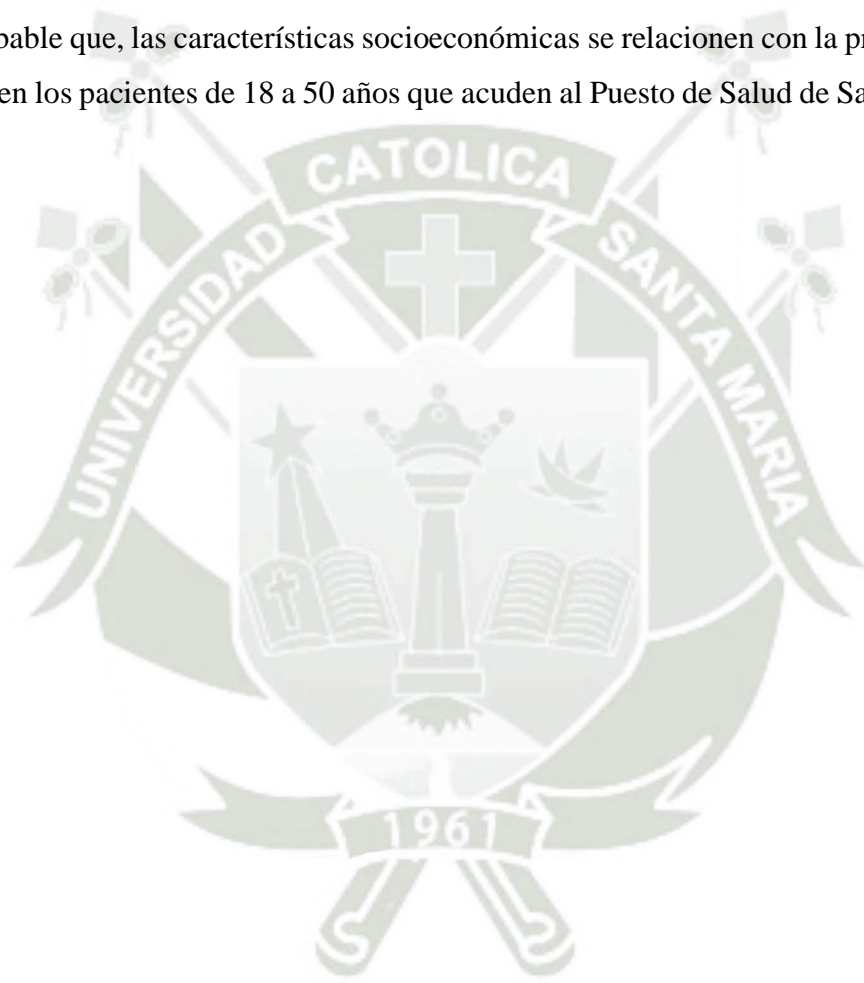 bable que, las características socioeconómicas se relacionen con la pr
en los pacientes de 18 a 50 años que acuden al Puesto de Salud de Sa
UNIVERSIDAD CATOLICA SANTA MARIA
1961